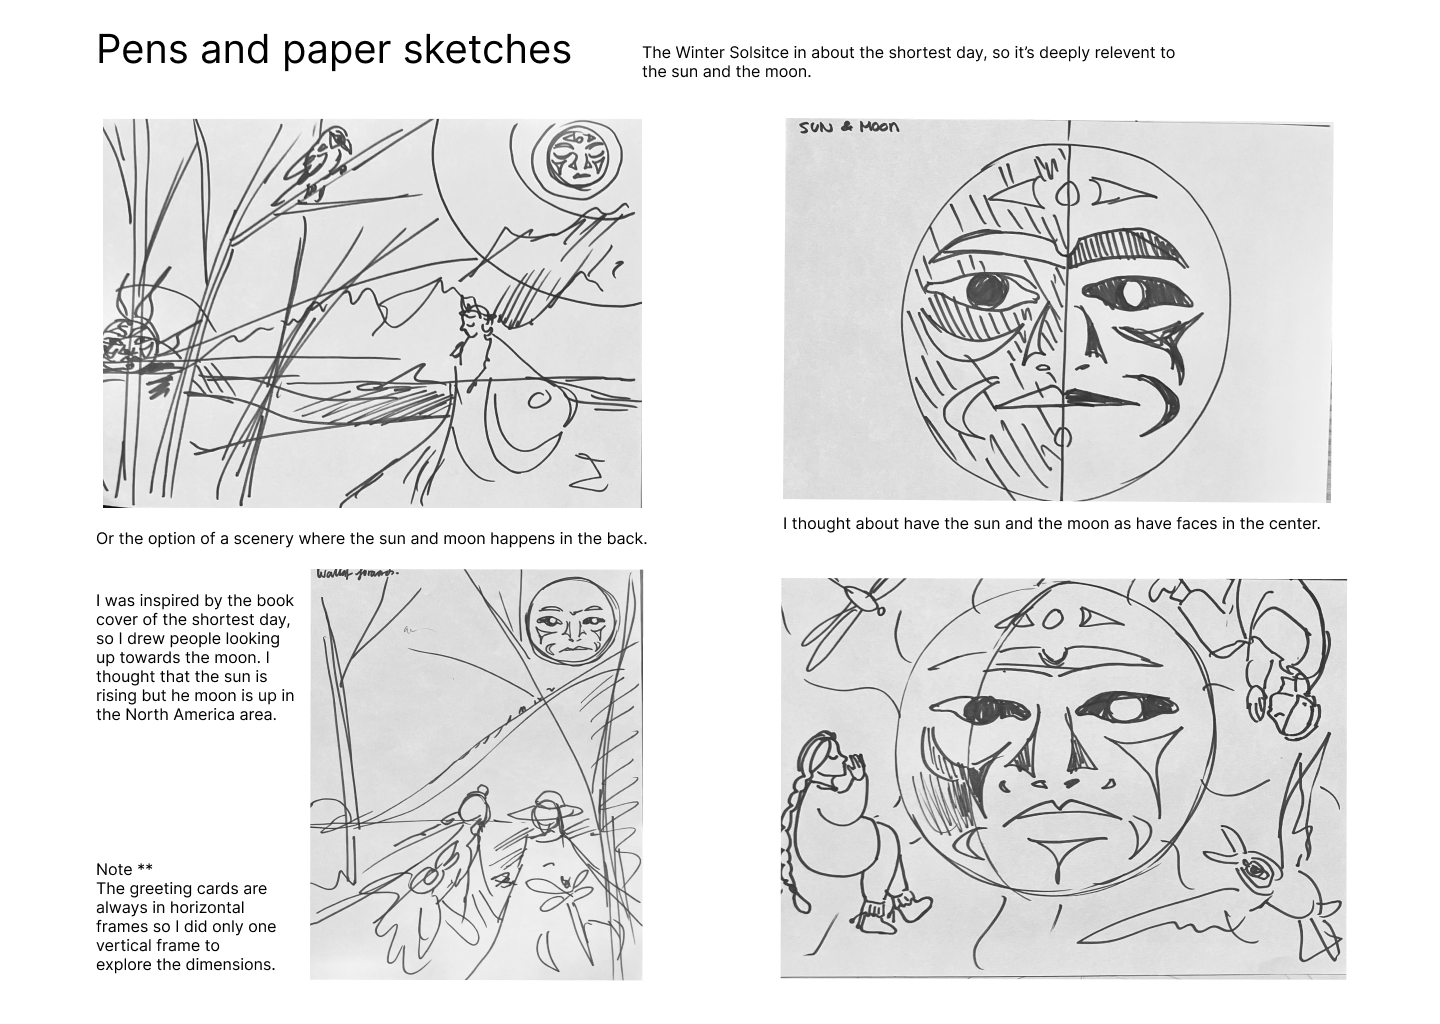 Pens and paper sketches
The Winter Solsitce in about the shortest day, so it's deeply relevent to
the sun and the moon.
SUN & MOON
Or the option of a scenery where the sun and moon happens in the back.
I thought about have the sun and the moon as have faces in the center.
I was inspired by the book
cover of the shortest day,
so I drew people looking
up towards the moon. I
thought that the sun is
rising but he moon is up in
the North America area.
Note **
The greeting cards are
always in horizontal
frames so I did only one
vertical frame to
explore the dimensions.